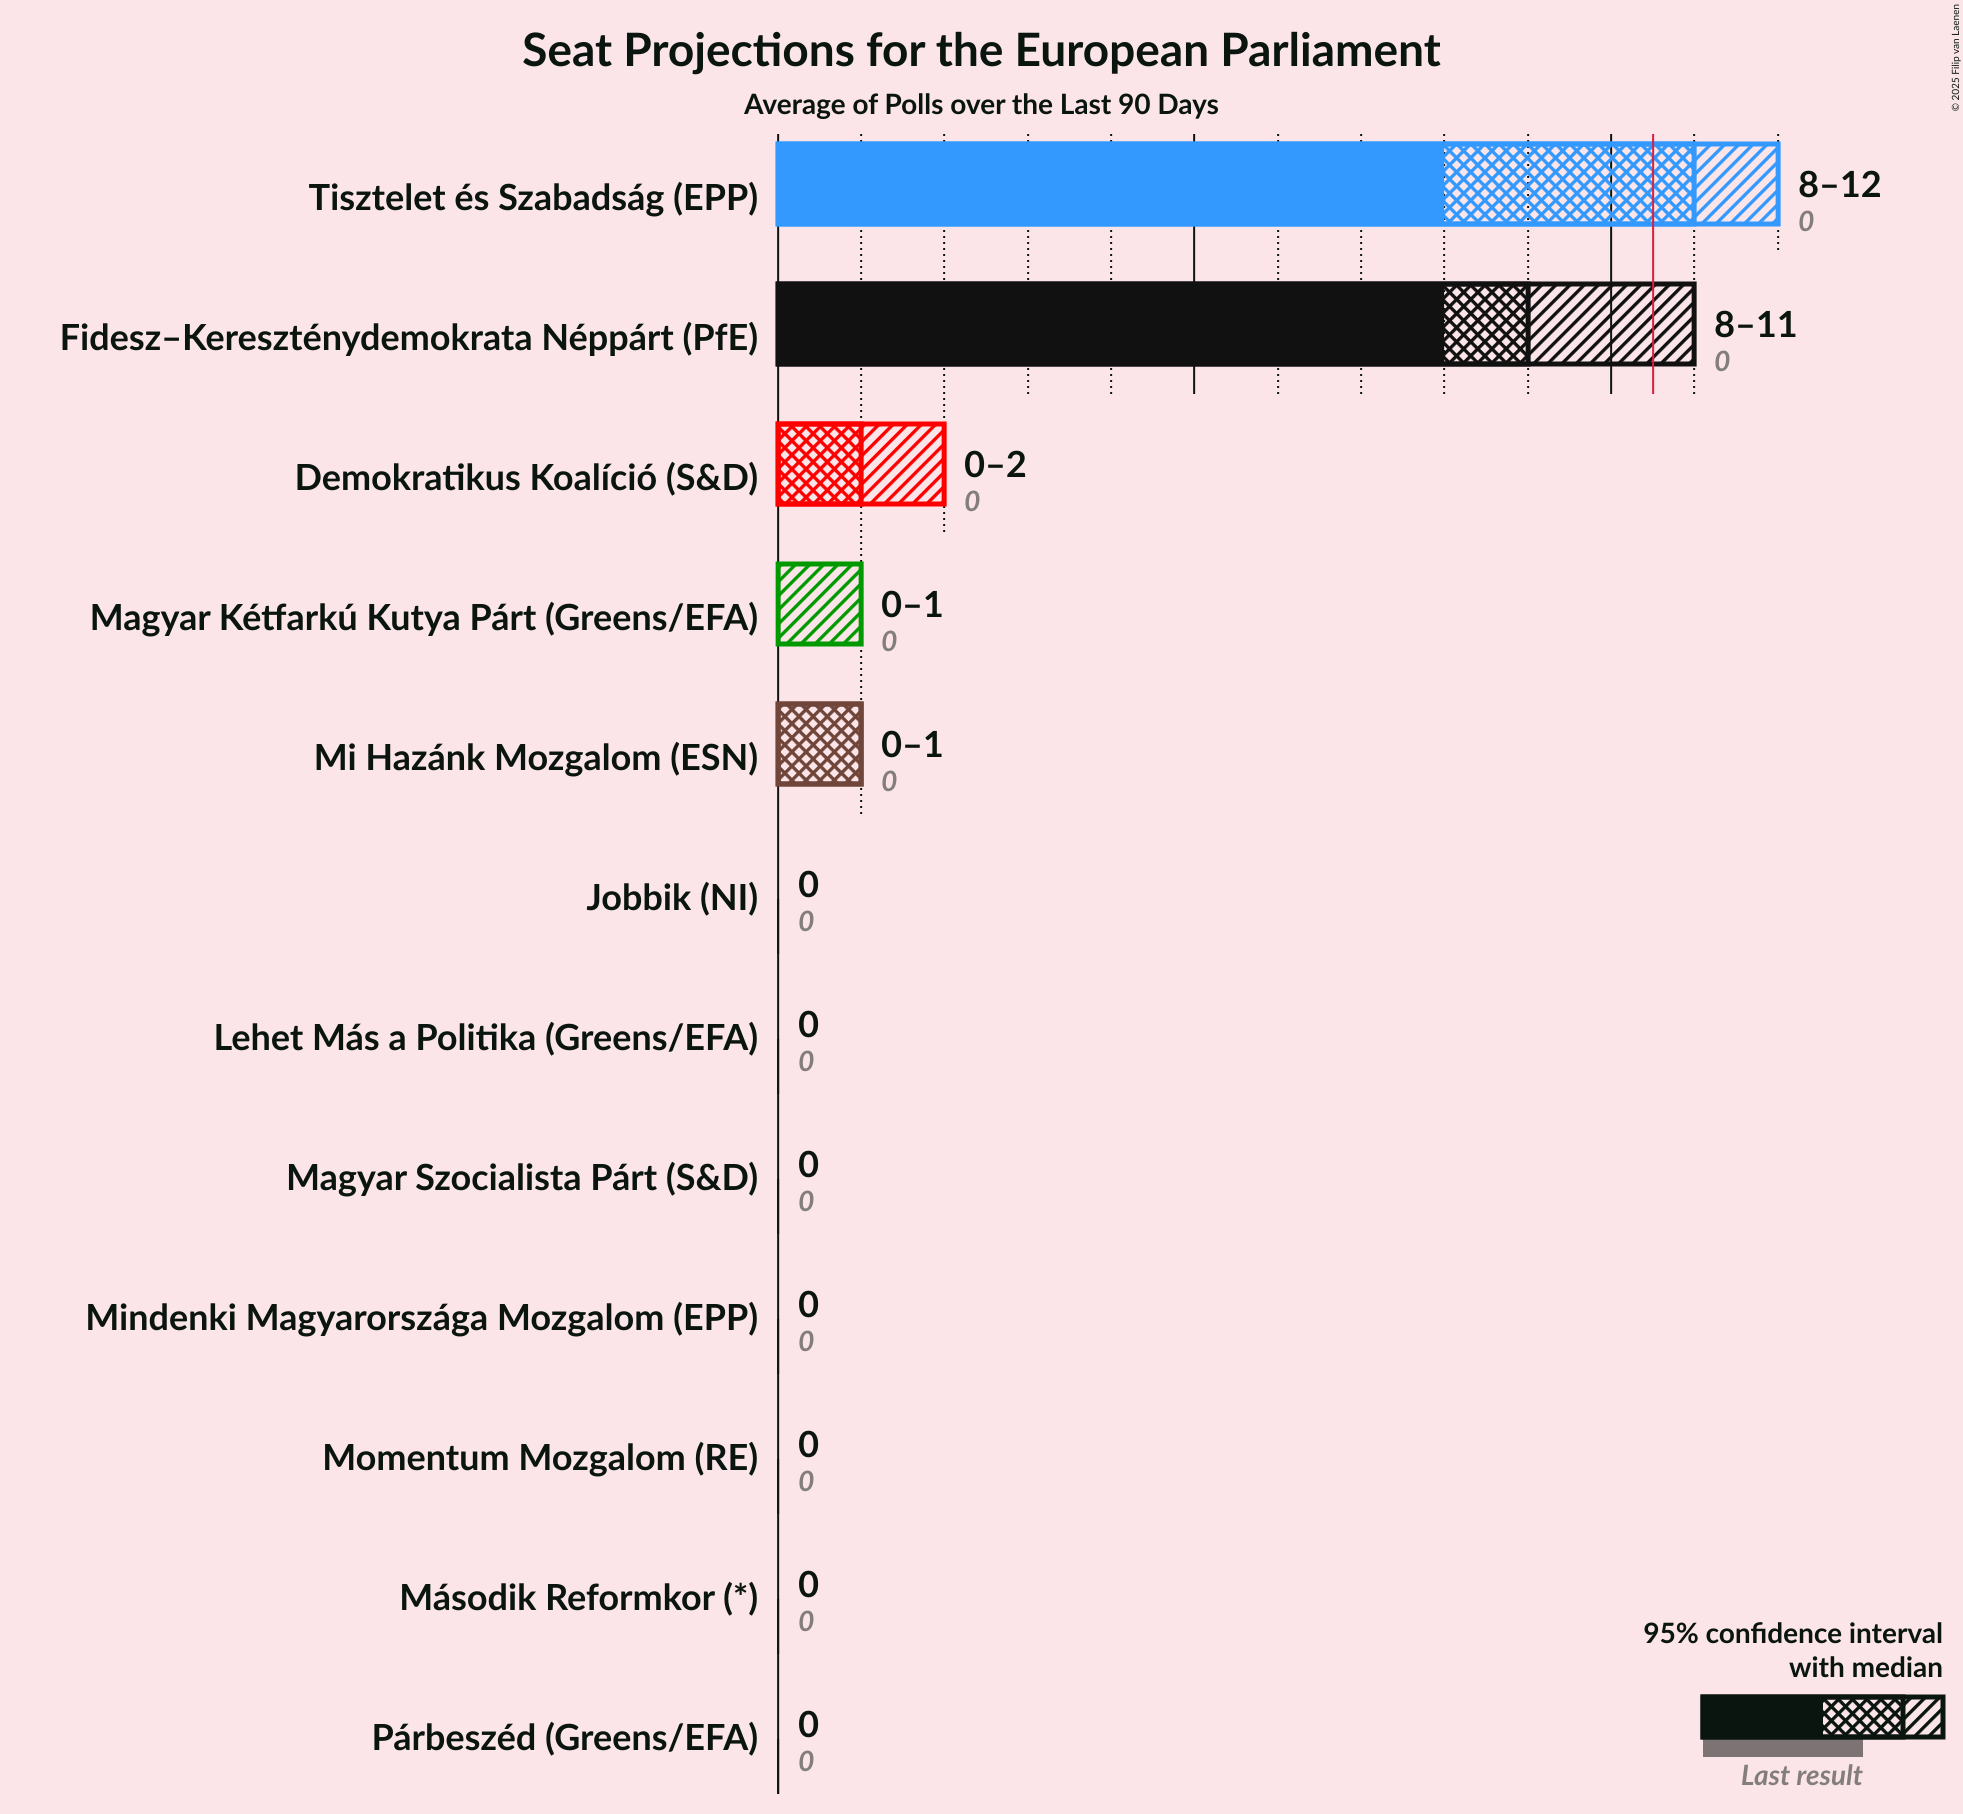 Seat Projections for the European Parliament
Average of Polls over the Last 90 Days
© 2025 Filip van Laenen
Tisztelet és Szabadság (EPP)
8–12
0
Fidesz–Kereszténydemokrata Néppárt (PfE)
8–11
0
Demokratikus Koalíció (S&D)
0–2
0
Magyar Kétfarkú Kutya Párt (Greens/EFA)
0–1
0
Mi Hazánk Mozgalom (ESN)
0–1
0
Jobbik (NI)
0
0
Lehet Más a Politika (Greens/EFA)
0
0
Magyar Szocialista Párt (S&D)
0
0
Mindenki Magyarországa Mozgalom (EPP)
0
0
Momentum Mozgalom (RE)
0
0
Második Reformkor (*)
0
0
Párbeszéd (Greens/EFA)
0
0
95% confidence interval
with median
Last result